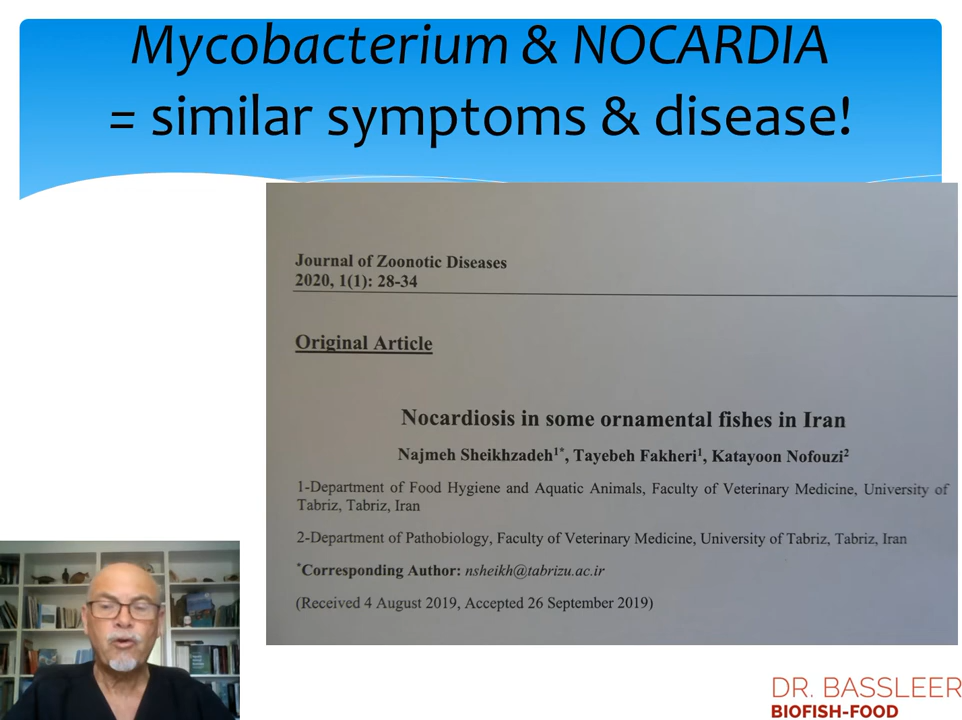 Mycobacterium & NOCARDIA
= similar symptoms & disease!
Journal of Zoonotic Diseases
2020, 1(1): 28-34
Original Article
Nocardiosis in some ornamental fishes in Iran
Najmeh Sheikhzadeh1*, Tayebeh Fakheri1, Katayoon Nofouzi2
1-Department of Food Hygiene and Aquatic Animals, Faculty of Veterinary Medicine, University of
Tabriz, Tabriz, Iran
2-Department of Pathobiology, Faculty of Veterinary Medicine, University of Tabriz, Tabriz, Iran
*Corresponding Author: nsheikh@tabrizu.ac.ir
(Received 4 August 2019, Accepted 26 September 2019)
DR. BASSLEER
BIOFISH-FOOD